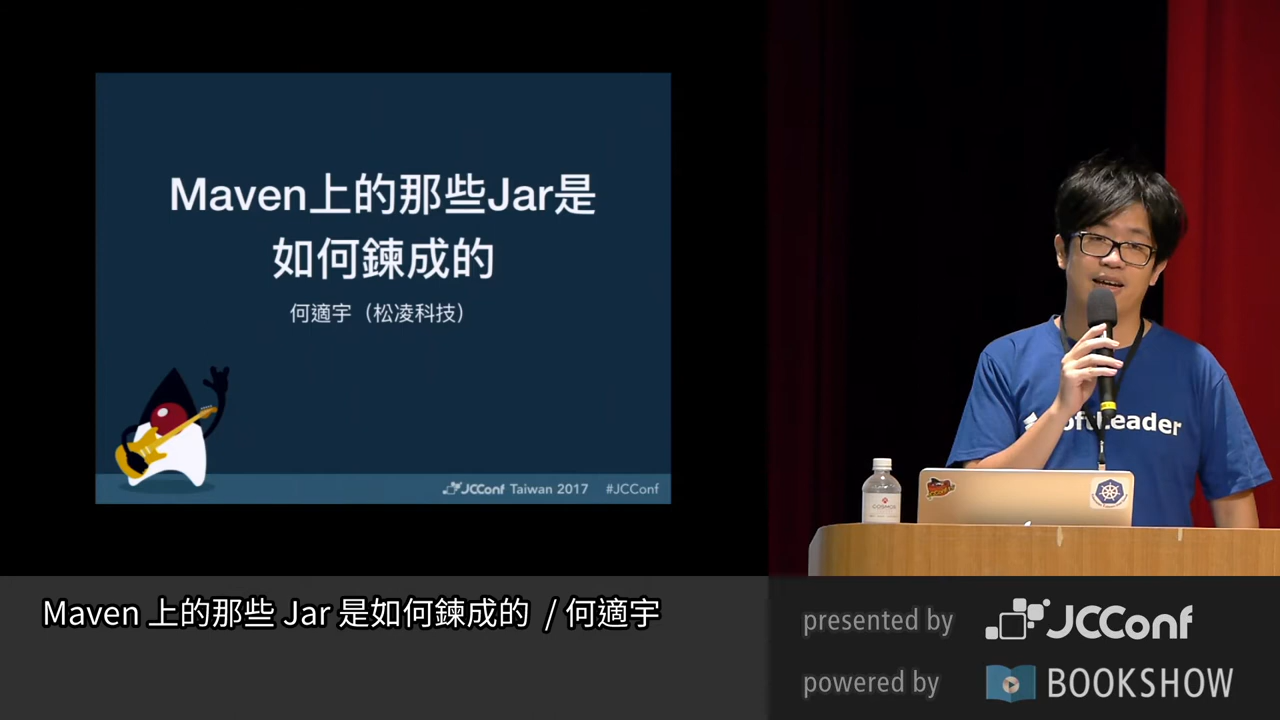 Maven上的那些Jar是
如何鍊成的
何適宇（松凌科技）
JCConf Taiwan 2017 #JCConf
Leader
COSMOS
Maven 上的那些 Jar 是如何鍊成的 / 何適宇
presented by JCConf
powered by BOOKSHOW